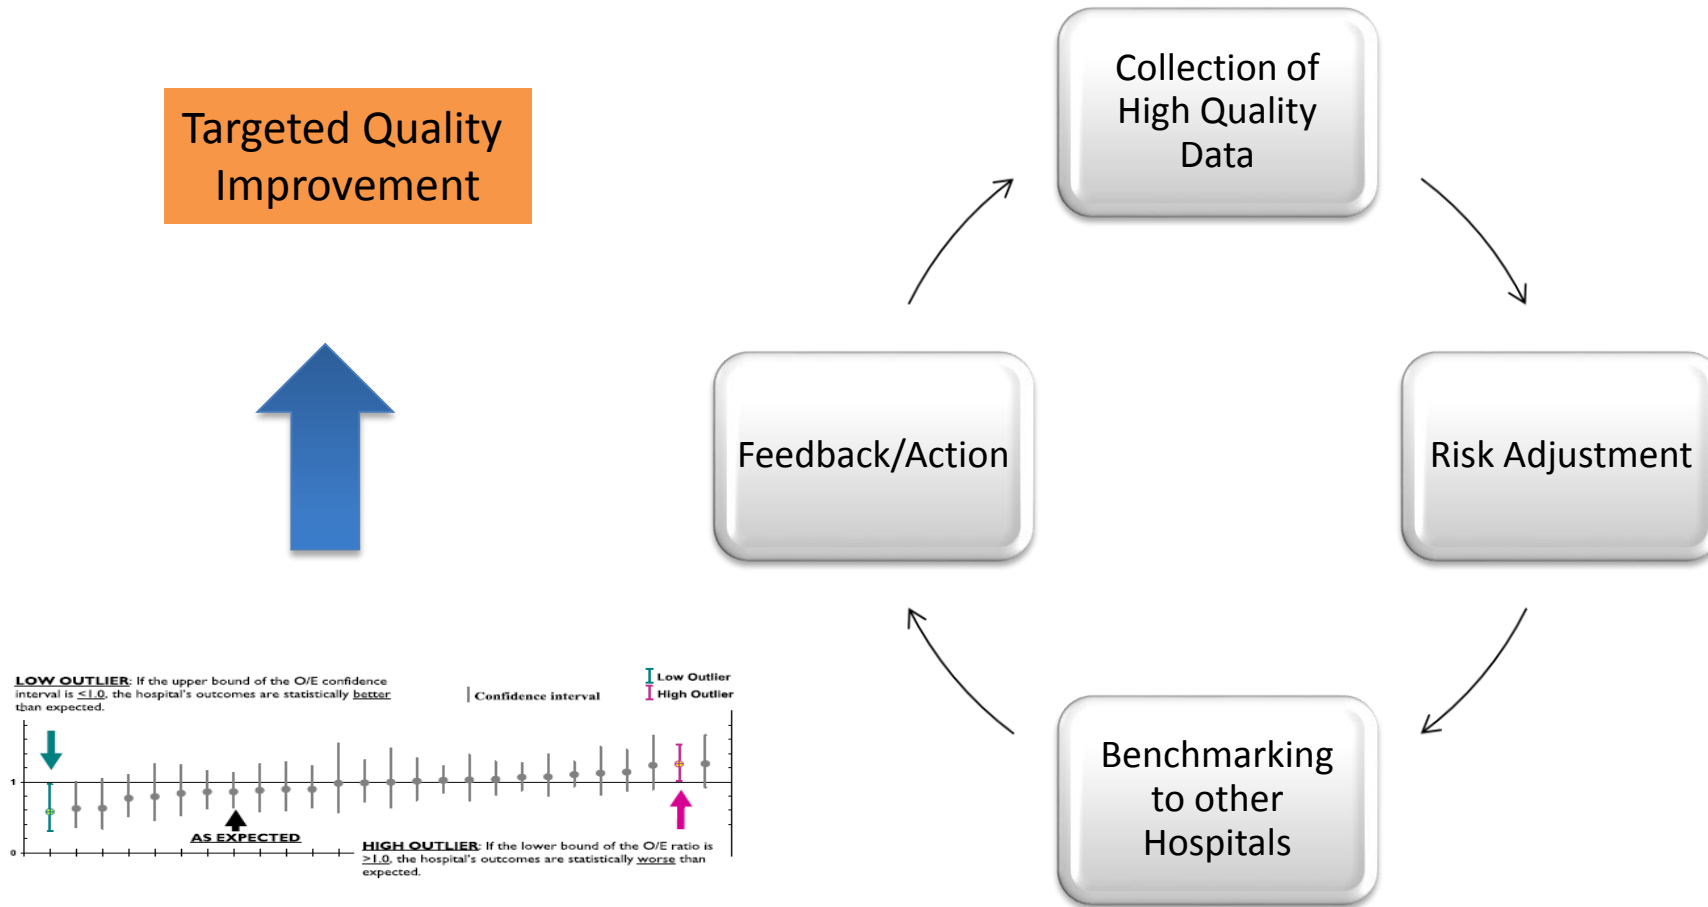 Targeted Quality
Improvement
Collection of
High Quality
Data
Feedback/Action
Risk Adjustment
Benchmarking
to other
Hospitals
LOW OUTLIER: If the upper bound of the O/E confidence
interval is <1.0, the hospital's outcomes are statistically better
than expected.
Confidence interval
Low Outlier
High Outlier
1
0
AS EXPECTED
HIGH OUTLIER: If the lower bound of the O/E ratio is
>1.0, the hospital's outcomes are statistically worse than
expected.